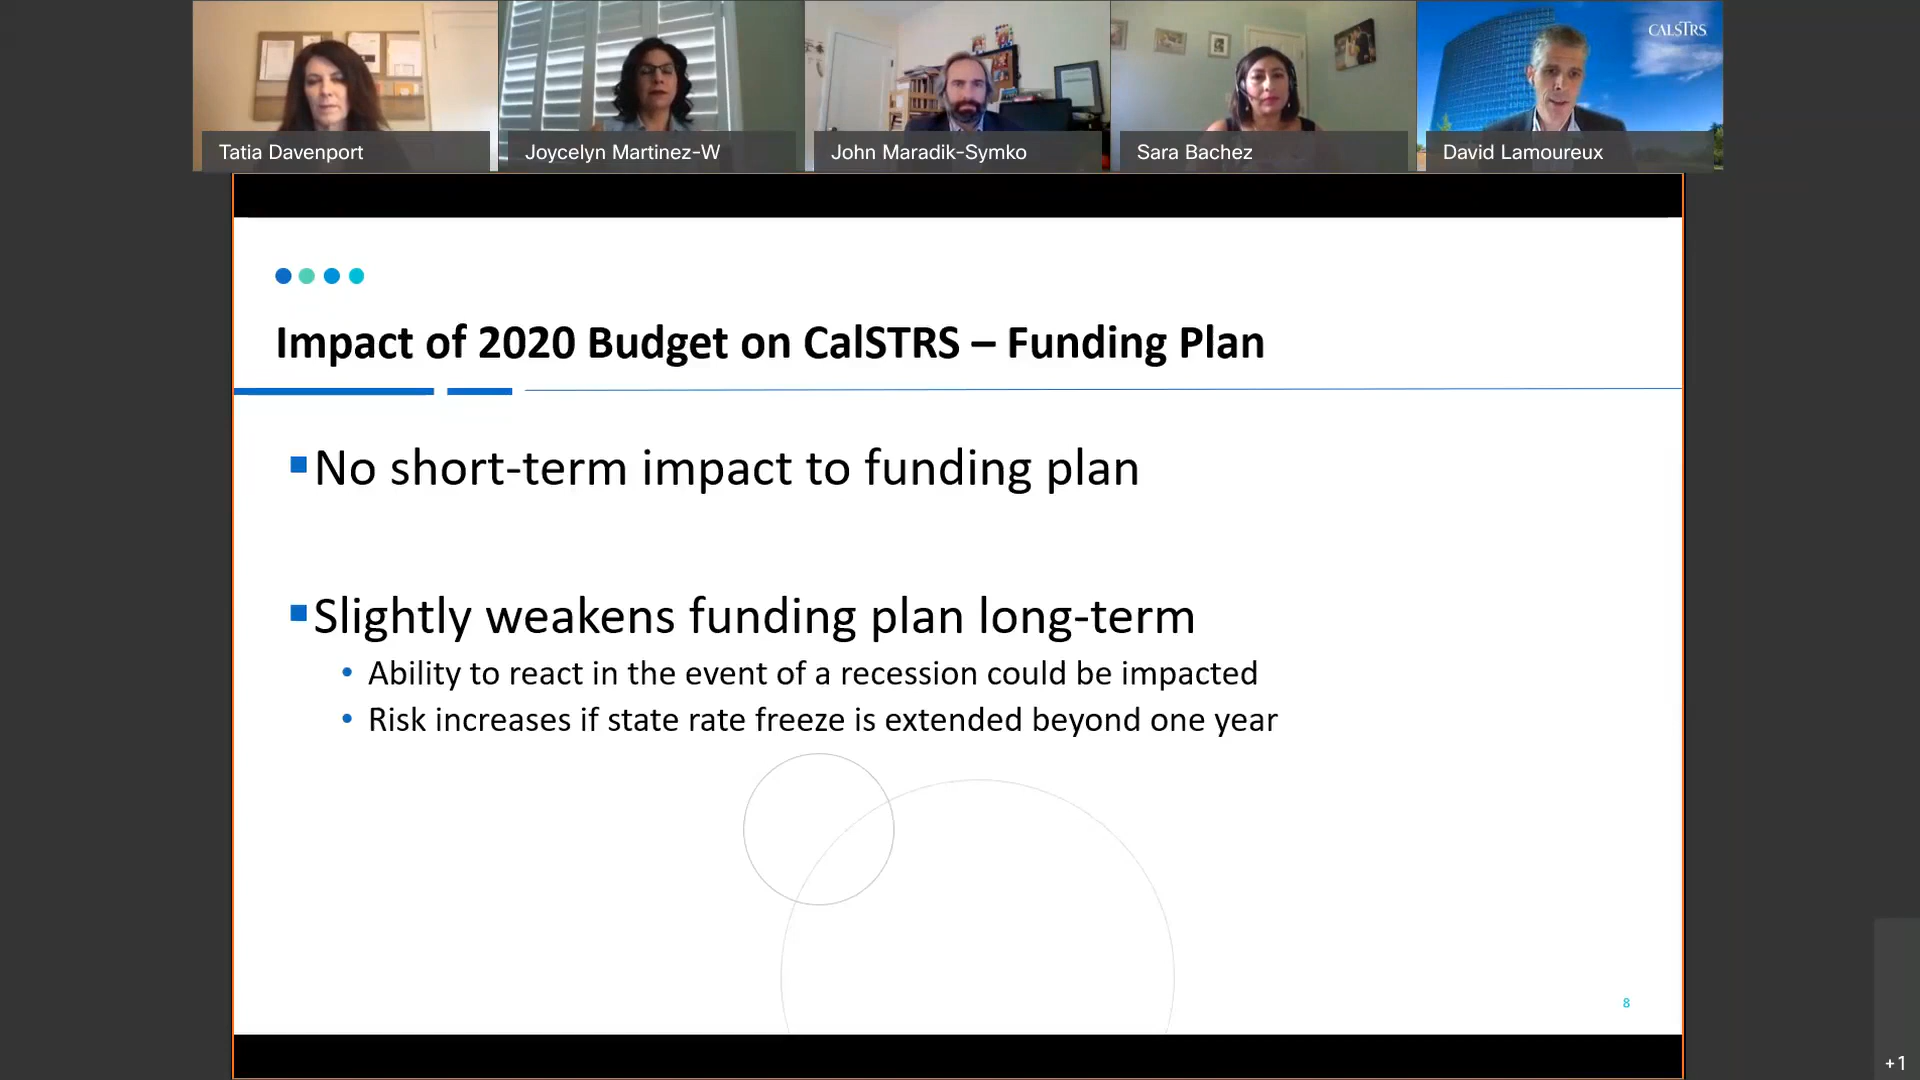 CALSTRS
Tatia Davenport
Joycelyn Martinez-W
John Maradik-Symko
Sara Bachez
David Lamoureux
Impact of 2020 Budget on CalSTRS – Funding Plan
No short-term impact to funding plan
Slightly weakens funding plan long-term
• Ability to react in the event of a recession could be impacted
• Risk increases if state rate freeze is extended beyond one year
8
+1